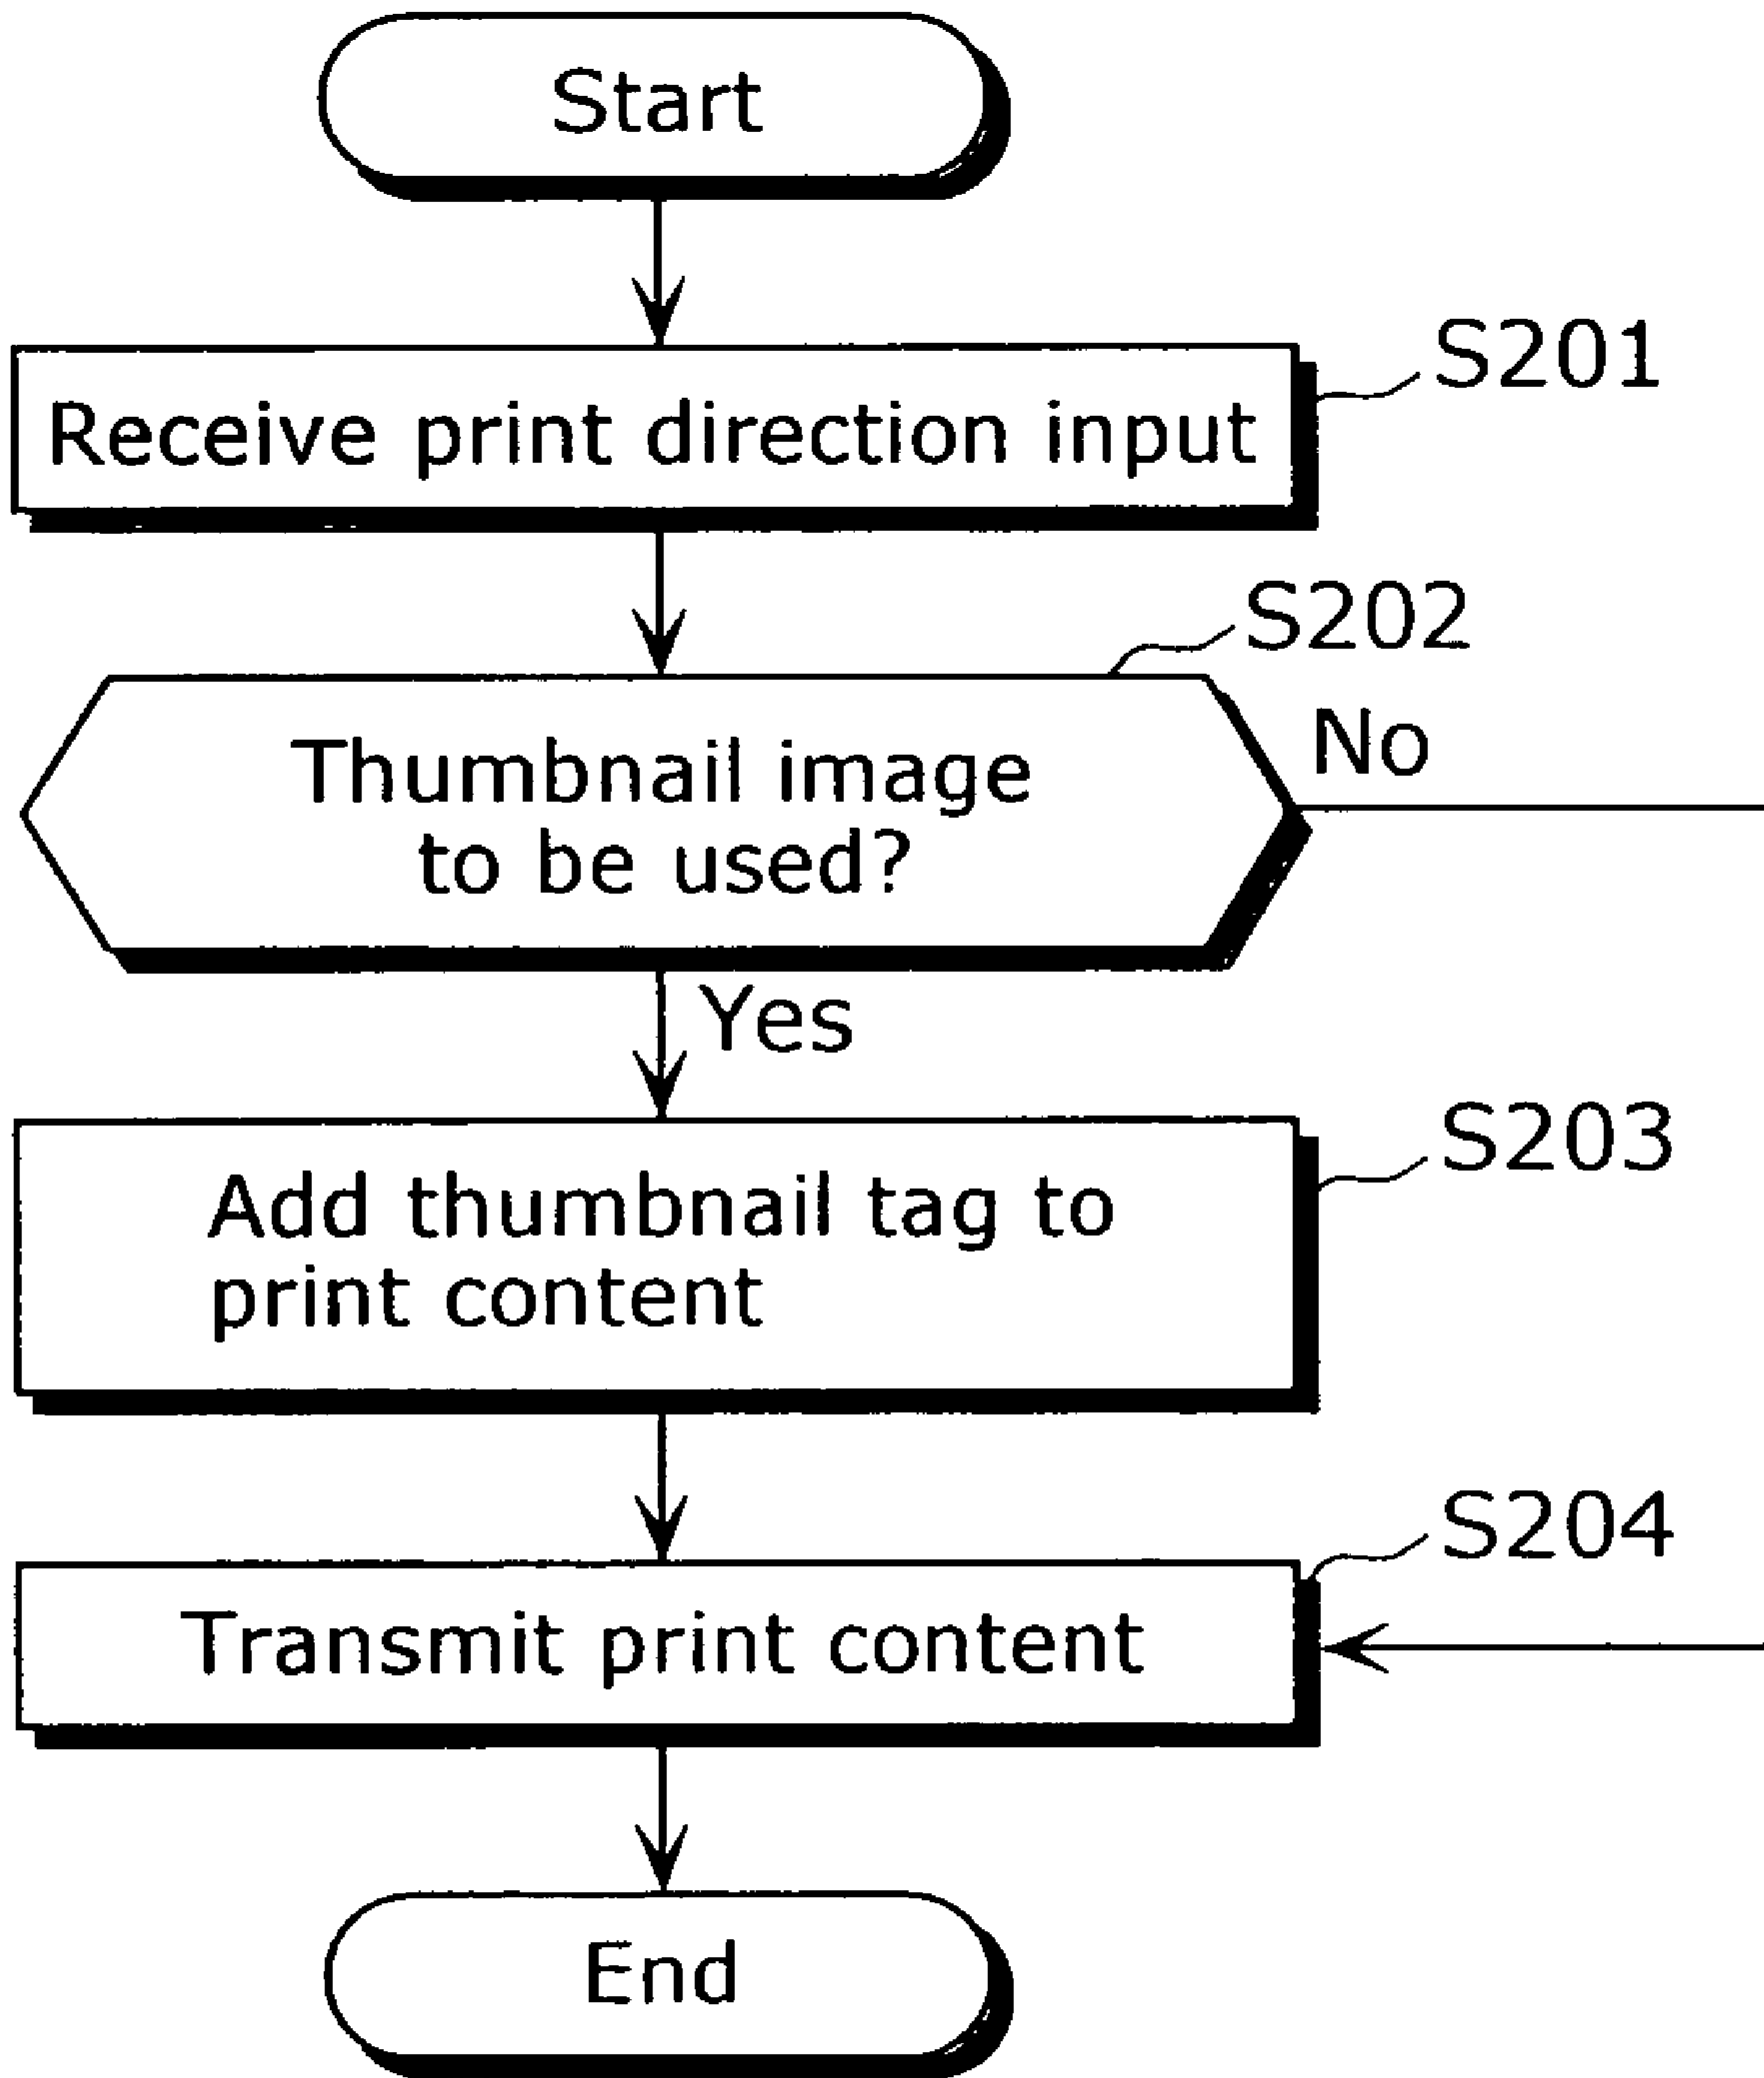 Start
S201
Receive print direction input
S202
No
Thumbnail image
to be used?
Yes
S203
Add thumbnail tag to
print content
S204
Transmit print content
End